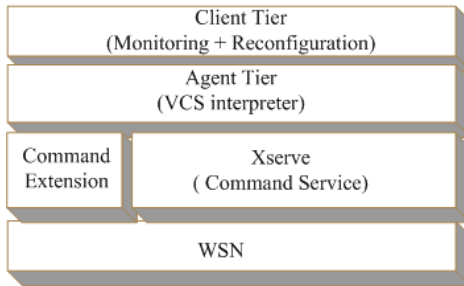 Client Tier
(Monitoring + Reconfiguration)
Agent Tier
(VCS interpreter)
Command
Extension
Xserve
( Command Service)
WSN